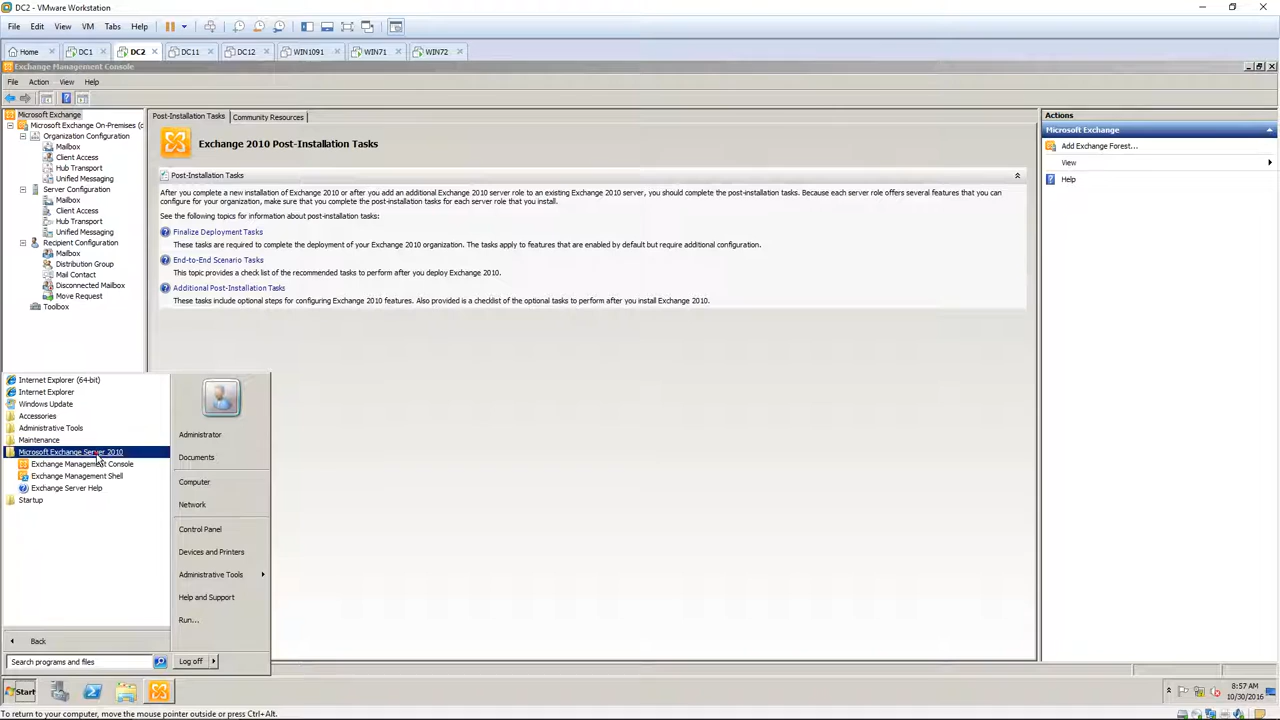 DC2 - VMware Workstation
File Edit View VM Tabs Help
Home DC1 DC2 DC11 DC12 WIN1091 WIN71 WIN72
Exchange Management Console
File Action View Help
Microsoft Exchange
Microsoft Exchange On-Premises (c
Organization Configuration
Mailbox
Client Access
Hub Transport
Unified Messaging
Server Configuration
Mailbox
Client Access
Hub Transport
Unified Messaging
Recipient Configuration
Mailbox
Distribution Group
Mail Contact
Disconnected Mailbox
Move Request
Toolbox
Post-Installation Tasks Community Resources
Exchange 2010 Post-Installation Tasks
Post-Installation Tasks
After you complete a new installation of Exchange 2010 or after you add an additional Exchange 2010 server role to an existing Exchange 2010 server, you should complete the post-installation tasks. Because each server role offers several features that you can
configure for your organization, make sure that you complete the post-installation tasks for each server role that you install.
See the following topics for information about post-installation tasks:
Finalize Deployment Tasks
These tasks are required to complete the deployment of your Exchange 2010 organization. The tasks apply to features that are enabled by default but require additional configuration.
End-to-End Scenario Tasks
This topic provides a check list of the recommended tasks to perform after you deploy Exchange 2010.
Additional Post-Installation Tasks
These tasks include optional steps for configuring Exchange 2010 features. Also provided is a checklist of the optional tasks to perform after you install Exchange 2010.
Actions
Microsoft Exchange
Add Exchange Forest...
View
Help
Internet Explorer (64-bit)
Internet Explorer
Windows Update
Accessories
Administrative Tools
Maintenance
Microsoft Exchange Server 2010
Exchange Management Console
Exchange Management Shell
Exchange Server Help
Startup
Back
Search programs and files
Administrator
Documents
Computer
Network
Control Panel
Devices and Printers
Administrative Tools
Help and Support
Run...
Log off
Start
8:57 AM
10/30/2016
To return to your computer, move the mouse pointer outside or press Ctrl+Alt.